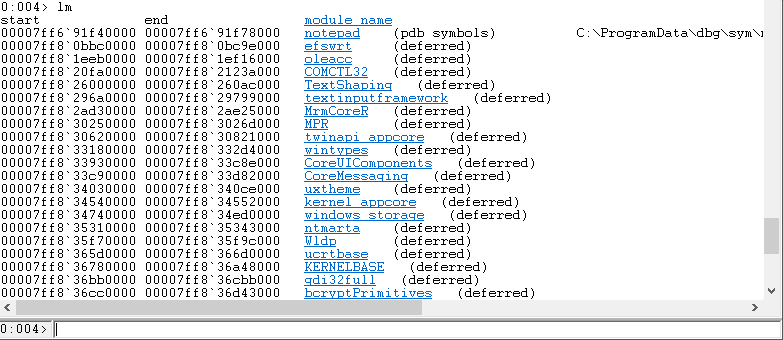 0:004> lm
start             end                 module name
00007ff6`91f40000 00007ff6`91f78000   notepad    (pdb symbols)          C:\ProgramData\dbg\sym\
00007ff8`0bbc0000 00007ff8`0bc9e000   efswrt     (deferred)
00007ff8`1eeb0000 00007ff8`1ef16000   oleacc     (deferred)
00007ff8`20fa0000 00007ff8`2123a000   COMCTL32   (deferred)
00007ff8`26000000 00007ff8`260ac000   TextShaping   (deferred)
00007ff8`296a0000 00007ff8`29799000   textinputframework   (deferred)
00007ff8`2ad30000 00007ff8`2ae25000   MrmCoreR   (deferred)
00007ff8`30250000 00007ff8`3026d000   MPR        (deferred)
00007ff8`30620000 00007ff8`30821000   twinapi_appcore   (deferred)
00007ff8`33180000 00007ff8`332d4000   wintypes   (deferred)
00007ff8`33930000 00007ff8`33c8e000   CoreUIComponents   (deferred)
00007ff8`33c90000 00007ff8`33d82000   CoreMessaging   (deferred)
00007ff8`34030000 00007ff8`340ce000   uxtheme    (deferred)
00007ff8`34540000 00007ff8`34552000   kernel_appcore   (deferred)
00007ff8`34740000 00007ff8`34ed0000   windows_storage   (deferred)
00007ff8`35310000 00007ff8`35343000   ntmarta    (deferred)
00007ff8`35f70000 00007ff8`35f9c000   Wldp       (deferred)
00007ff8`365d0000 00007ff8`366d0000   ucrtbase   (deferred)
00007ff8`36780000 00007ff8`36a48000   KERNELBASE   (deferred)
00007ff8`36bb0000 00007ff8`36cbb000   gdi32full   (deferred)
00007ff8`36cc0000 00007ff8`36d43000   bcryptPrimitives   (deferred)
0:004>